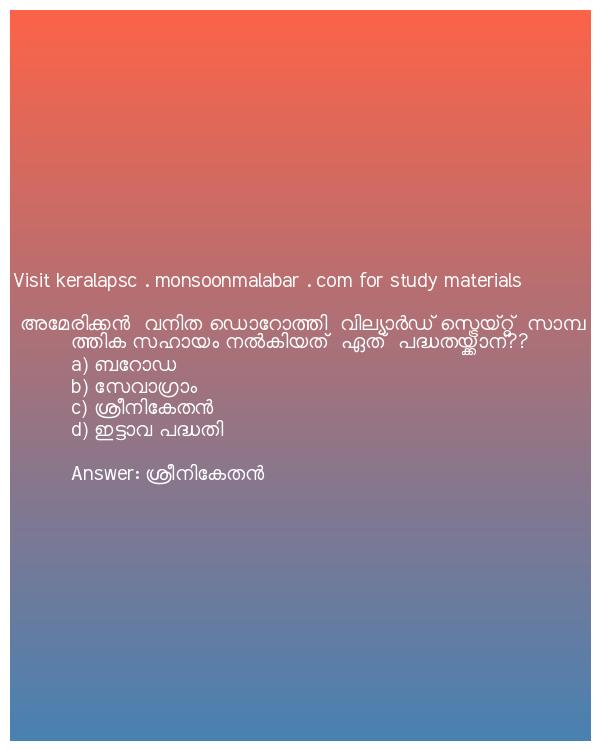 Visit keralapsc . monsoonmalabar . com for study materials
അമേരിക്കൻ വനിത ഡൊറോത്തി വില്യാർഡ് സ്ട്രെയ്റ്റ് സാമ്പ
ത്തിക സഹായം നൽകിയത് ഏത് പദ്ധതയ്ക്കാന്??
a) ബറോഡ
b) സേവാഗ്രാം
c) ശ്രീനികേതൻ
d) ഇട്ടാവ പദ്ധതി
Answer: ശ്രീനികേതൻ